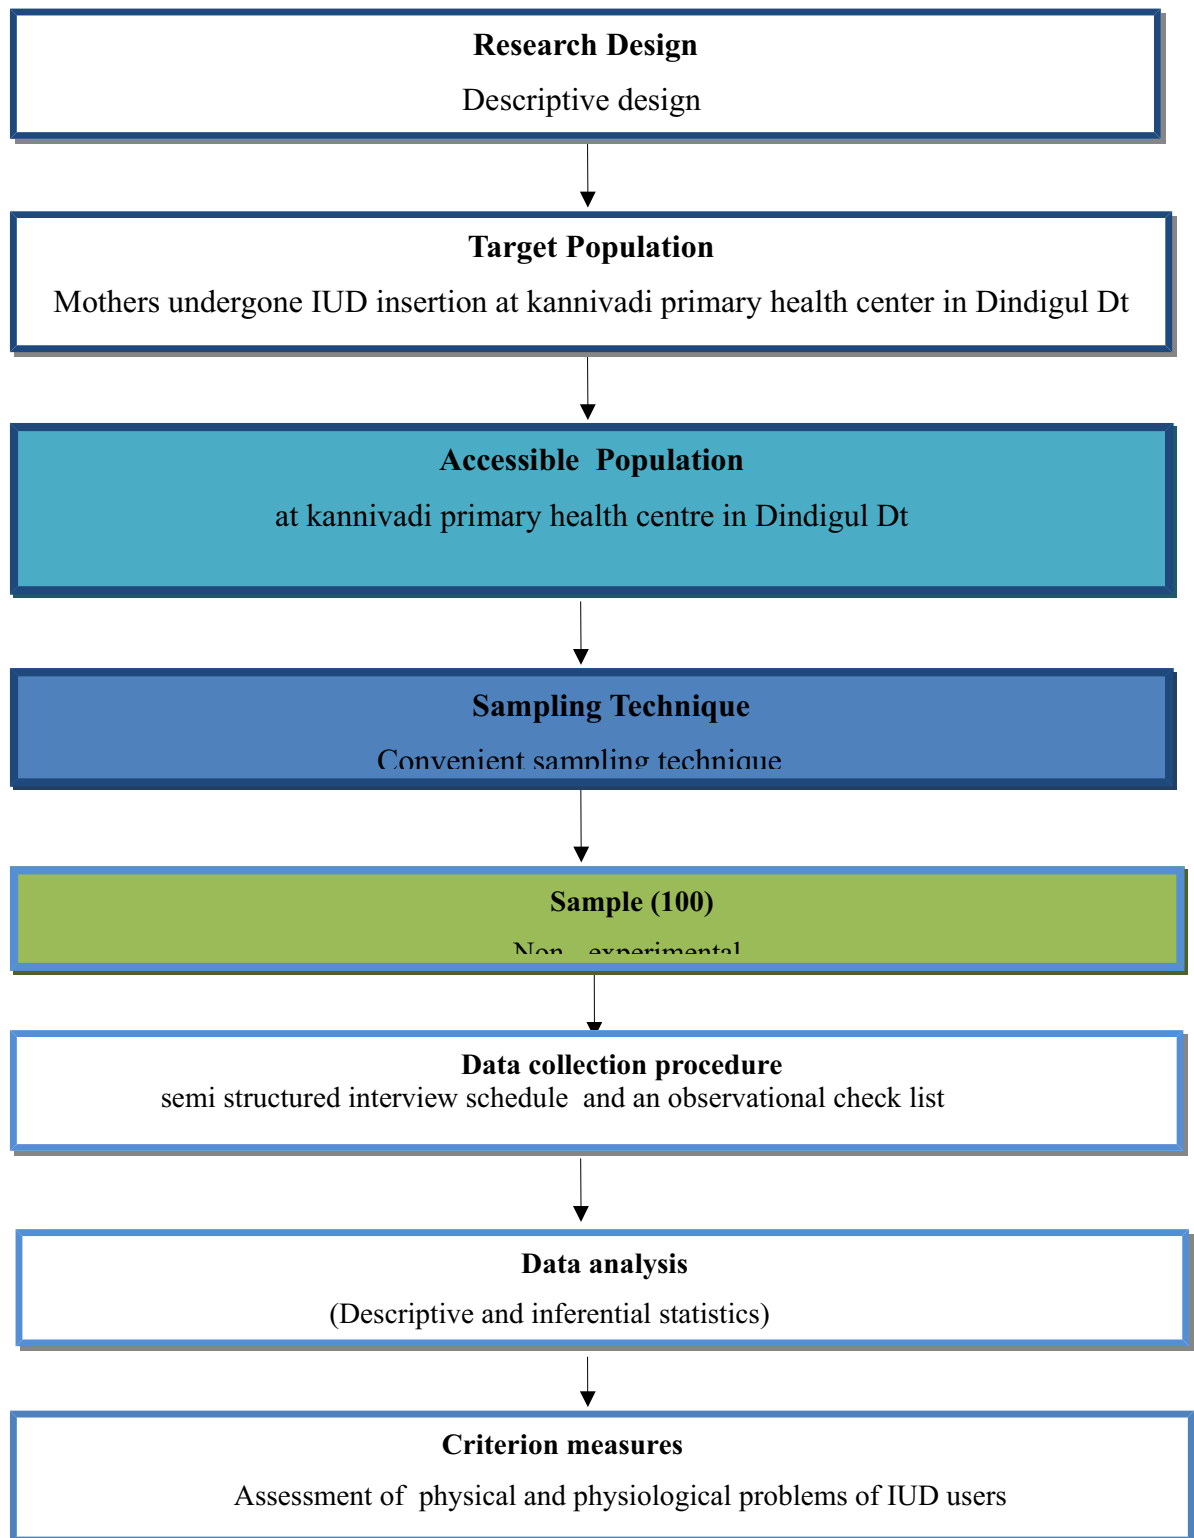 Research Design
Descriptive design
Target Population
Mothers undergone IUD insertion at kannivadi primary health center in Dindigul Dt
Accessible Population
at kannivadi primary health centre in Dindigul Dt
Sampling Technique
Convenient sampling technique
Sample (100)
Non experimental
Data collection procedure
semi structured interview schedule and an observational check list
Data analysis
(Descriptive and inferential statistics)
Criterion measures
Assessment of physical and physiological problems of IUD users